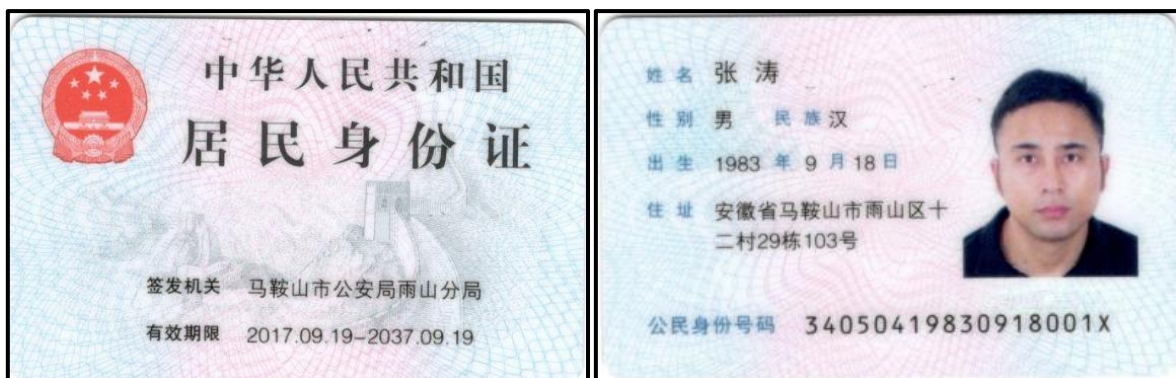 中华人民共和国
居民身份证
签发机关 马鞍山市公安局雨山分局
有效期限 2017.09.19-2037.09.19
姓名 张涛
性别 男 民族 汉
出生 1983 年 9 月 18 日
住址 安徽省马鞍山市雨山区十
二村29栋103号
公民身份号码 34050419830918001X